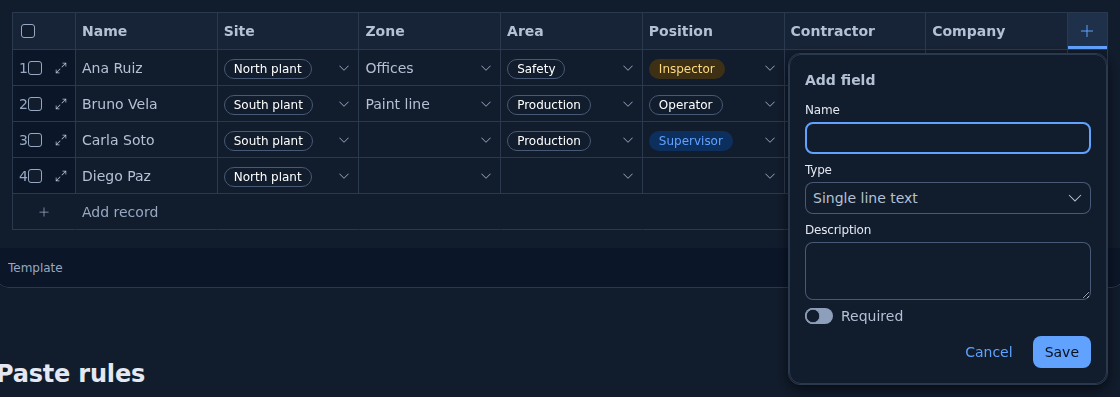 Name Site Zone Area Position Contractor Company +
1 Ana Ruiz North plant Offices Safety Inspector
2 Bruno Vela South plant Paint line Production Operator
3 Carla Soto South plant Production Supervisor
4 Diego Paz North plant
+ Add record
Template
Paste rules
Add field
Name
Type
Single line text
Description
Required
Cancel Save